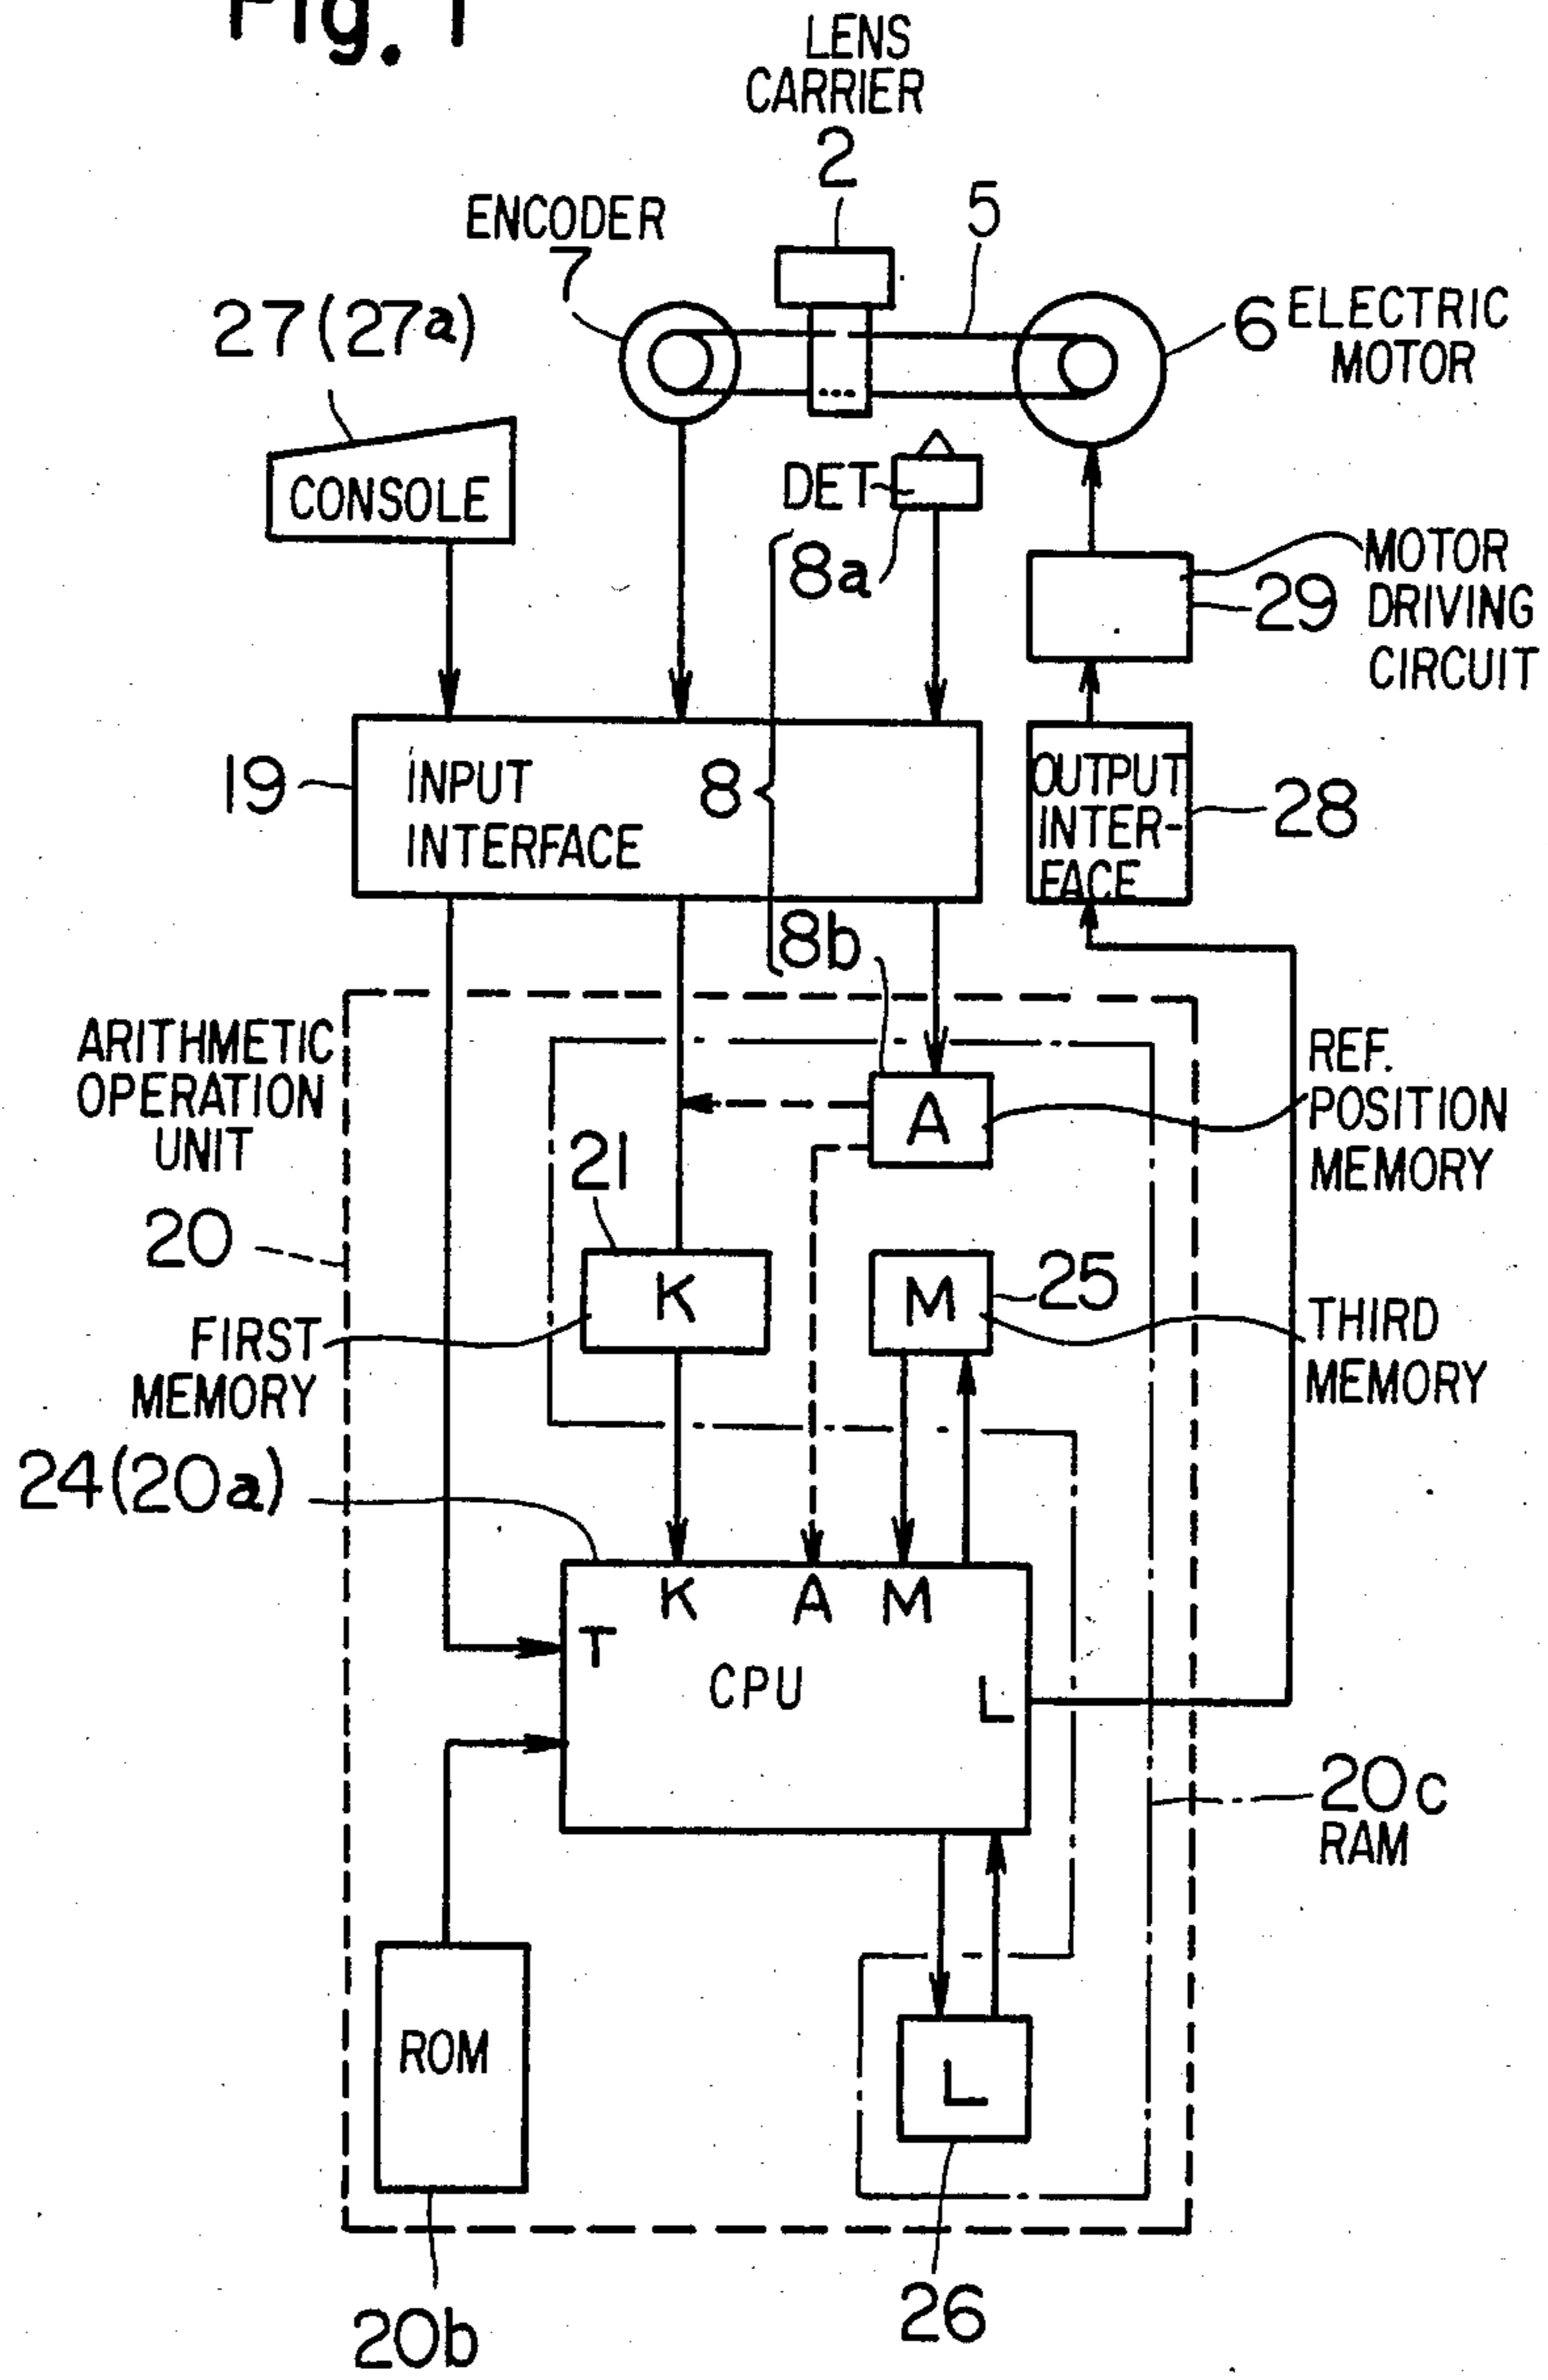 Fig. 1
LENS
CARRIER
2
ENCODER
7
5
27(27a)
6 ELECTRIC
MOTOR
CONSOLE
DET
8a
MOTOR
29 DRIVING
CIRCUIT
19
INPUT
INTERFACE
8
OUTPUT
INTER-
FACE
28
8b
ARITHMETIC
OPERATION
UNIT
20
REF.
POSITION
MEMORY
A
21
K
M
25
FIRST
MEMORY
THIRD
MEMORY
24(20a)
K A M
T
CPU
L
20c
RAM
ROM
L
20b
26